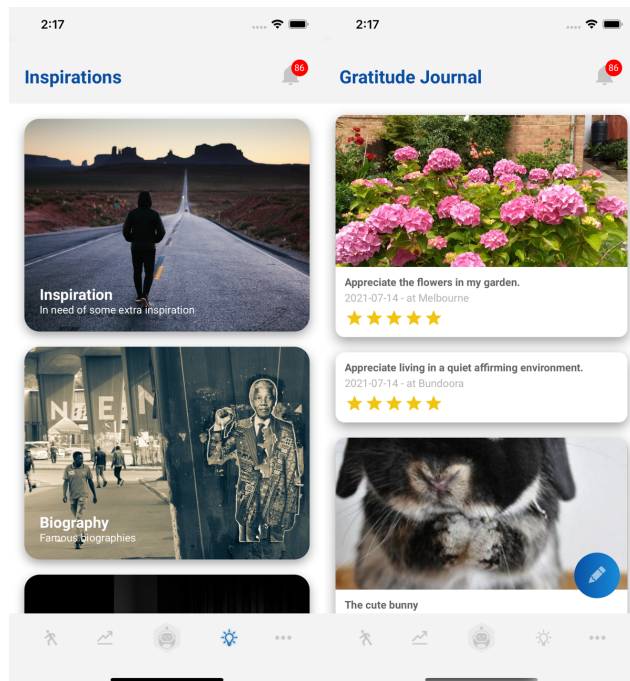 2:17
Inspirations
86
Inspiration
In need of some extra inspiration
NZEEN
Biography
Famous biographies
2:17
Gratitude Journal
86
Appreciate the flowers in my garden.
2021-07-14 - at Melbourne
Appreciate living in a quiet affirming environment.
2021-07-14 - at Bundoora
The cute bunny